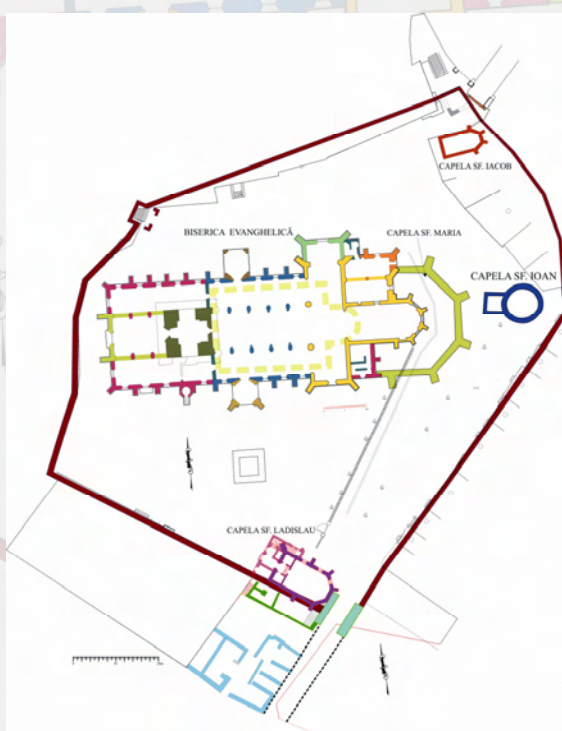 CAPELA SF. IACOB
BISERICA EVANGHELICĂ
CAPELA SF. MARIA
CAPELA SF. IOAN
CAPELA SF. LADISLAU